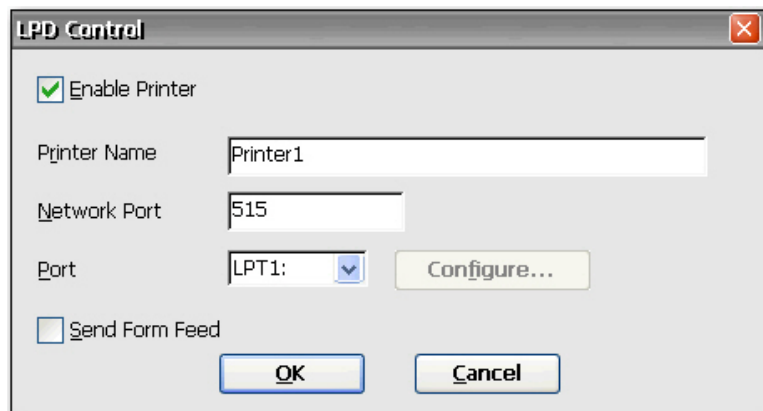 LPD Control
Enable Printer
Printer Name Printer1
Network Port 515
Port LPT1: Configure...
Send Form Feed
OK Cancel